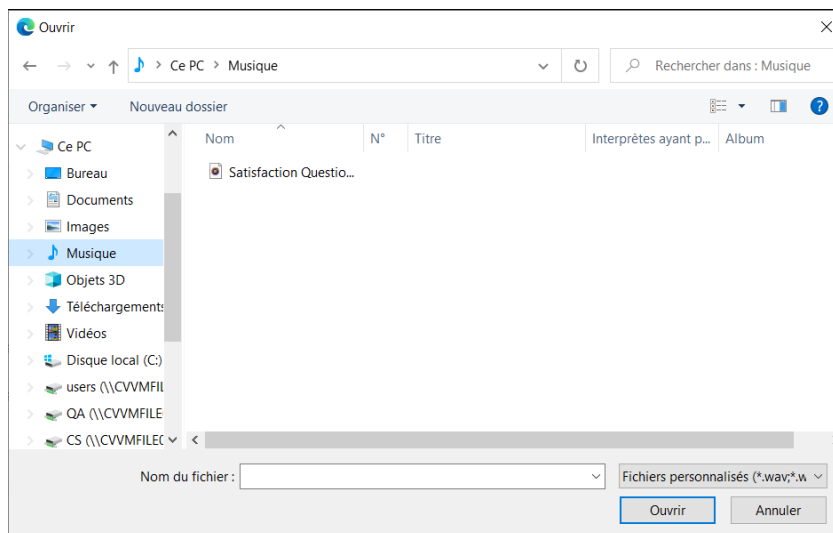 Ouvrir
Ce PC > Musique
Rechercher dans : Musique
Organiser
Nouveau dossier
?
Nom N° Titre Interprètes ayant p... Album
Satisfaction Questio...
Ce PC
Bureau
Documents
Images
Musique
Objets 3D
Téléchargements
Vidéos
Disque local (C:)
users (\\CVVMFIL
QA (\\CVVMFILE
CS (\\CVVMFILE0
Nom du fichier :
Fichiers personnalisés (*.wav;*.w
Ouvrir Annuler